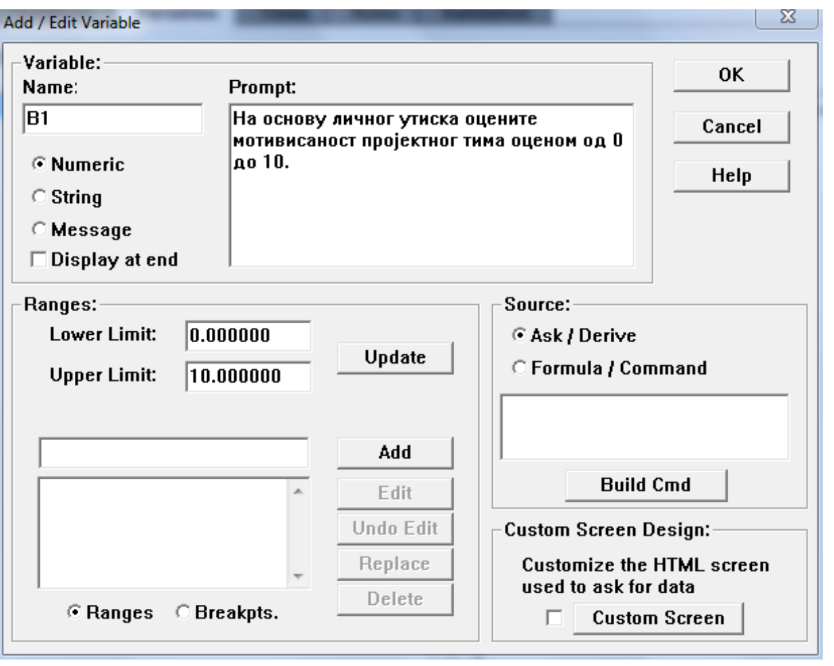 Add / Edit Variable
Variable:
Name:
Prompt:
B1
На основу личног утиска оцените
мотивисаност пројектног тима оценом од 0
до 10.
Numeric
String
Message
Display at end
OK
Cancel
Help
Ranges:
Lower Limit:
0.000000
Upper Limit:
10.000000
Update
Add
Edit
Undo Edit
Replace
Delete
Ranges
Breakpts.
Source:
Ask / Derive
Formula / Command
Build Cmd
Custom Screen Design:
Customize the HTML screen
used to ask for data
Custom Screen